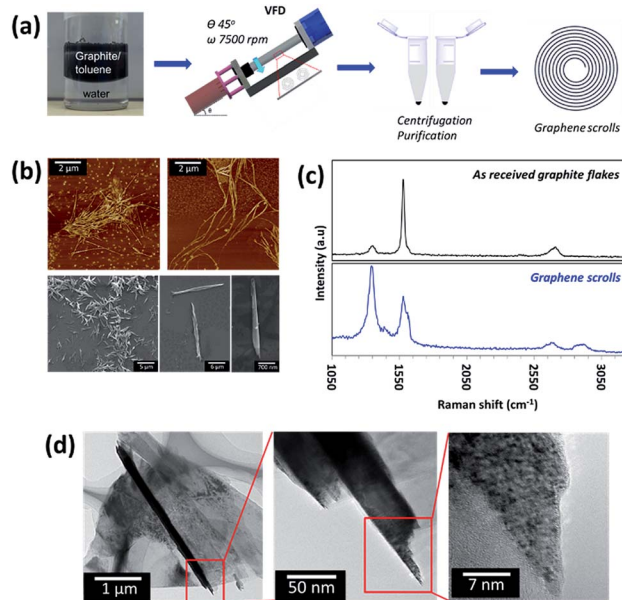 (a)
Graphite/
toluene
water
VFD
Θ 45°
ω 7500 rpm
θ
Centrifugation
Purification
Graphene scrolls
(b)
2 μm
2 μm
5 μm
6 μm
700 nm
(c)
As received graphite flakes
Graphene scrolls
Intensity (a.u)
1050
1550
2050
2550
3050
Raman shift (cm⁻¹)
(d)
1 μm
50 nm
7 nm